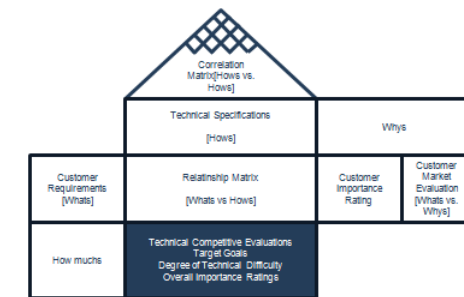 Correlation
Matrix[Hows vs.
Hows]
Technical Specifications
[Hows]
Whys
Customer
Requirements
[Whats]
Relatinship Matrix
[Whats vs Hows]
Customer
Importance
Rating
Customer
Market
Evaluation
[Whats vs.
Whys]
How muchs
Technical Competitive Evaluations
Target Goals
Degree of Technical Difficulty
Overall Importance Ratings